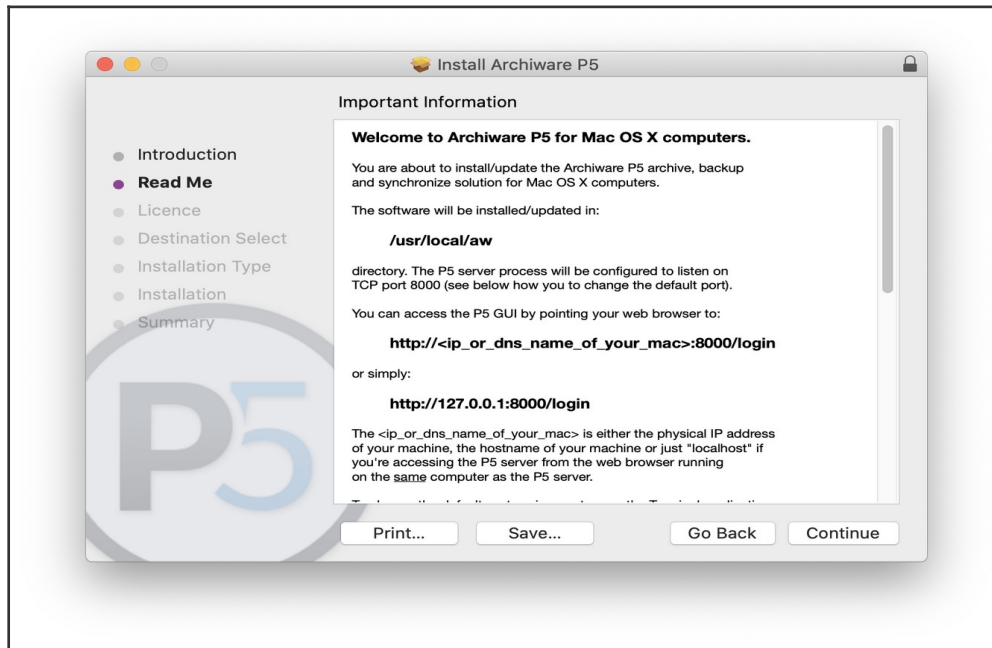 Install Archiware P5
Important Information
Introduction
Read Me
Licence
Destination Select
Installation Type
Installation
Summary
P5
Welcome to Archiware P5 for Mac OS X computers.
You are about to install/update the Archiware P5 archive, backup
and synchronize solution for Mac OS X computers.
The software will be installed/updated in:
/usr/local/aw
directory. The P5 server process will be configured to listen on
TCP port 8000 (see below how you to change the default port).
You can access the P5 GUI by pointing your web browser to:
http://<ip_or_dns_name_of_your_mac>:8000/login
or simply:
http://127.0.0.1:8000/login
The <ip_or_dns_name_of_your_mac> is either the physical IP address
of your machine, the hostname of your machine or just "localhost" if
you're accessing the P5 server from the web browser running
on the same computer as the P5 server.
Print...
Save...
Go Back
Continue